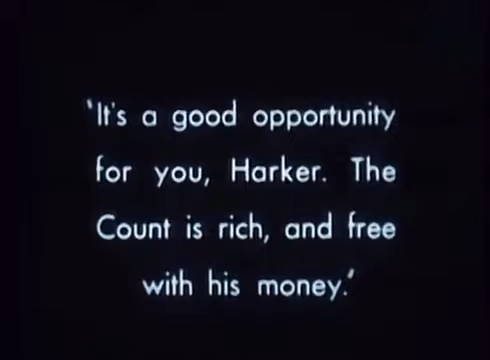 'It's a good opportunity
for you, Harker. The
Count is rich, and free
with his money.'